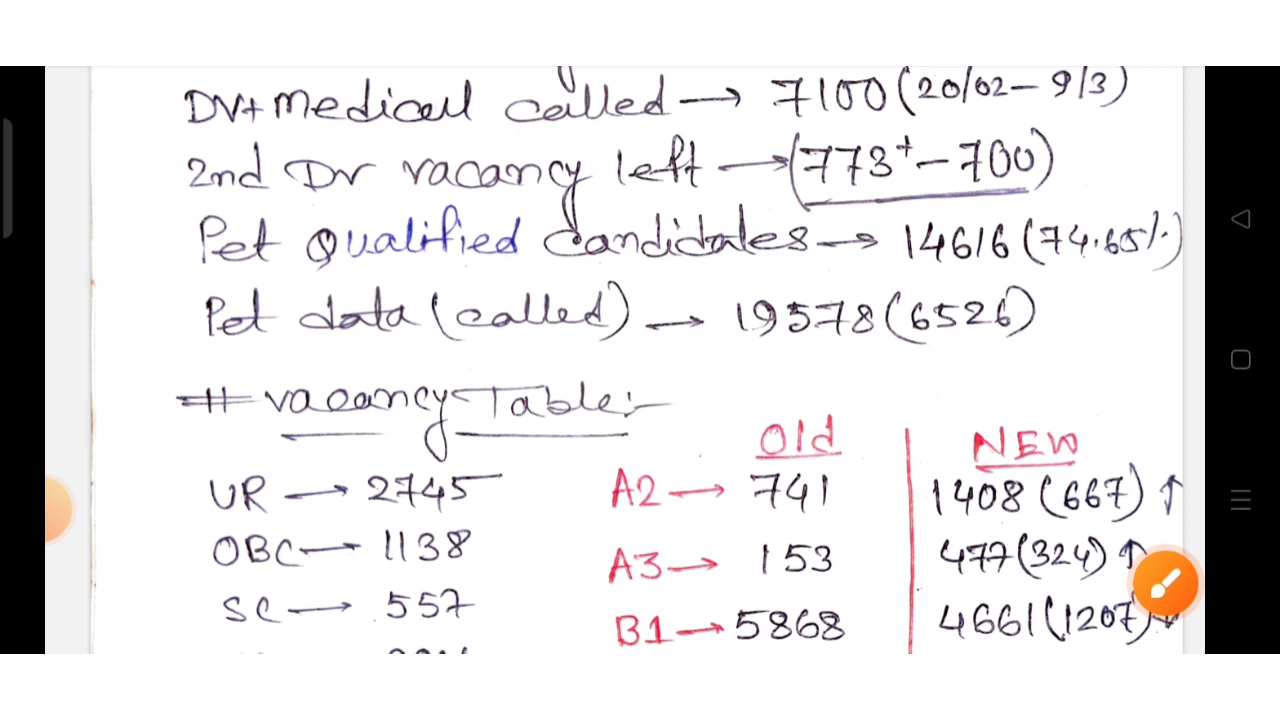 DV+Medical called → 7100 (20/02 - 9/3)
2nd DV vacancy left → (773+ - 700)
Pet Qualified Candidates → 14616 (74.65%)
Pet data (called) → 19578 (6526)
# vacancy Table:-
Old NEW
UR → 2745 A2 → 741 1408 (667) ↑
OBC → 1138 A3 → 153 477 (324) ↑
SC → 557 B1 → 5868 4661 (1207) ↓